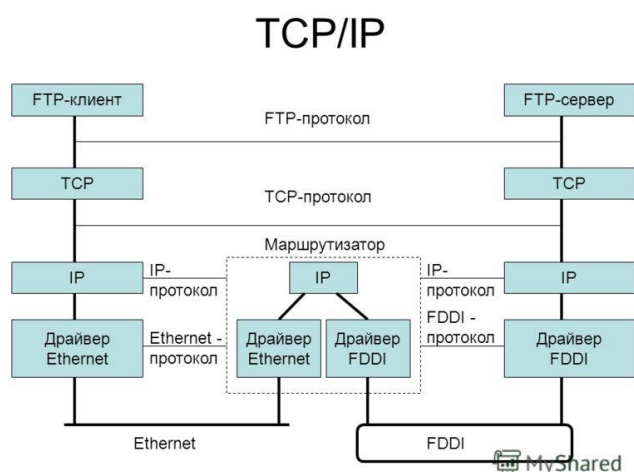 TCP/IP
FTP-клиент
FTP-сервер
FTP-протокол
TCP
TCP
TCP-протокол
Маршрутизатор
IP
IP-
протокол
IP
IP-
протокол
IP
Драйвер
Ethernet
Ethernet -
протокол
Драйвер
Ethernet
Драйвер
FDDI
FDDI -
протокол
Драйвер
FDDI
Ethernet
FDDI
MyShared